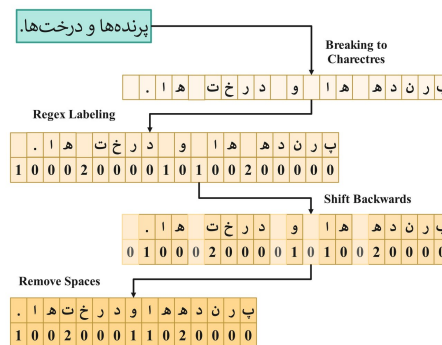 پرنده‌ها و درخت‌ها.
Breaking to
Charectres
پ ر ن د ه ه ا و د ر خ ت ه ا .
Regex Labeling
پ ر ن د ه ه ا و د ر خ ت ه ا .
1 0 0 0 2 0 0 0 0 1 0 1 0 0 2 0 0 0 0 0
Shift Backwards
پ ر ن د ه ه ا و د ر خ ت ه ا .
0 1 0 0 0 2 0 0 0 0 1 0 1 0 0 2 0 0 0 0
Remove Spaces
پ ر ن د ه ه ا و د ر خ ت ه ا .
1 0 0 2 0 0 0 1 1 0 2 0 0 0 0